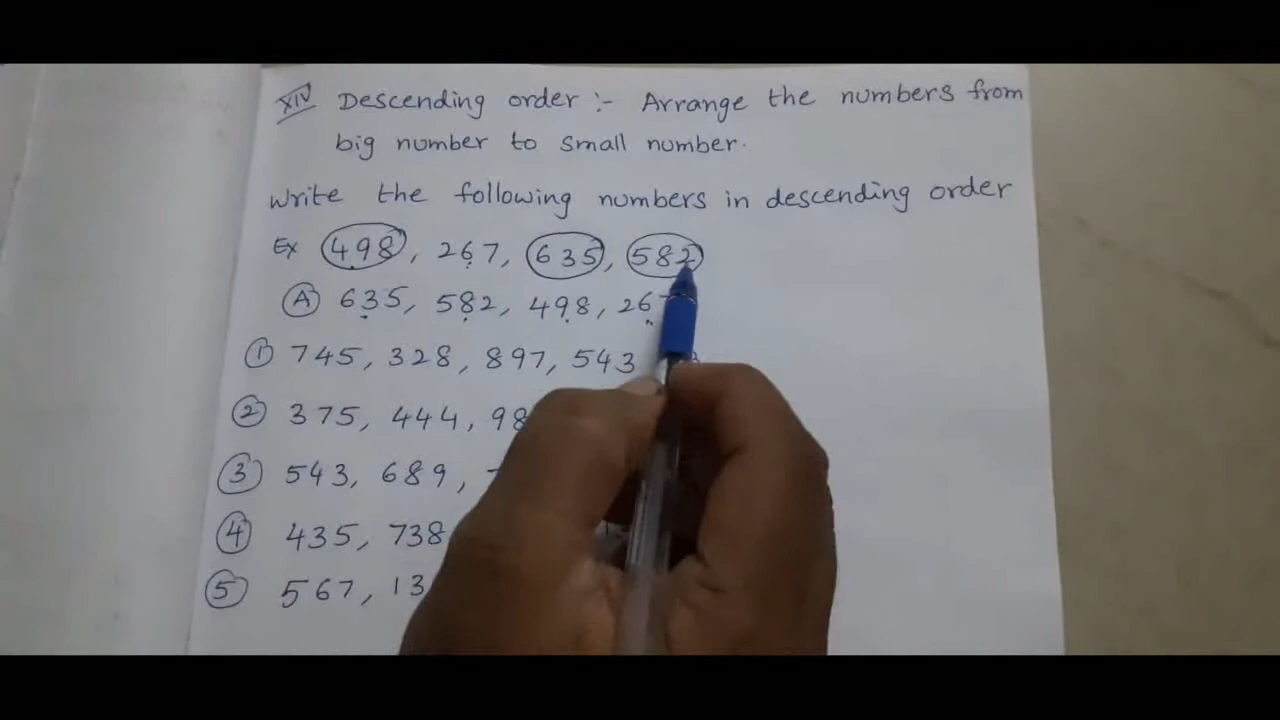 XIV Descending order :- Arrange the numbers from
big number to small number.
Write the following numbers in descending order
Ex 498, 267, 635, 582
A 635, 582, 498, 26
1 745, 328, 897, 543
2 375, 444, 98
3 543, 689,
4 435, 738
5 567, 13